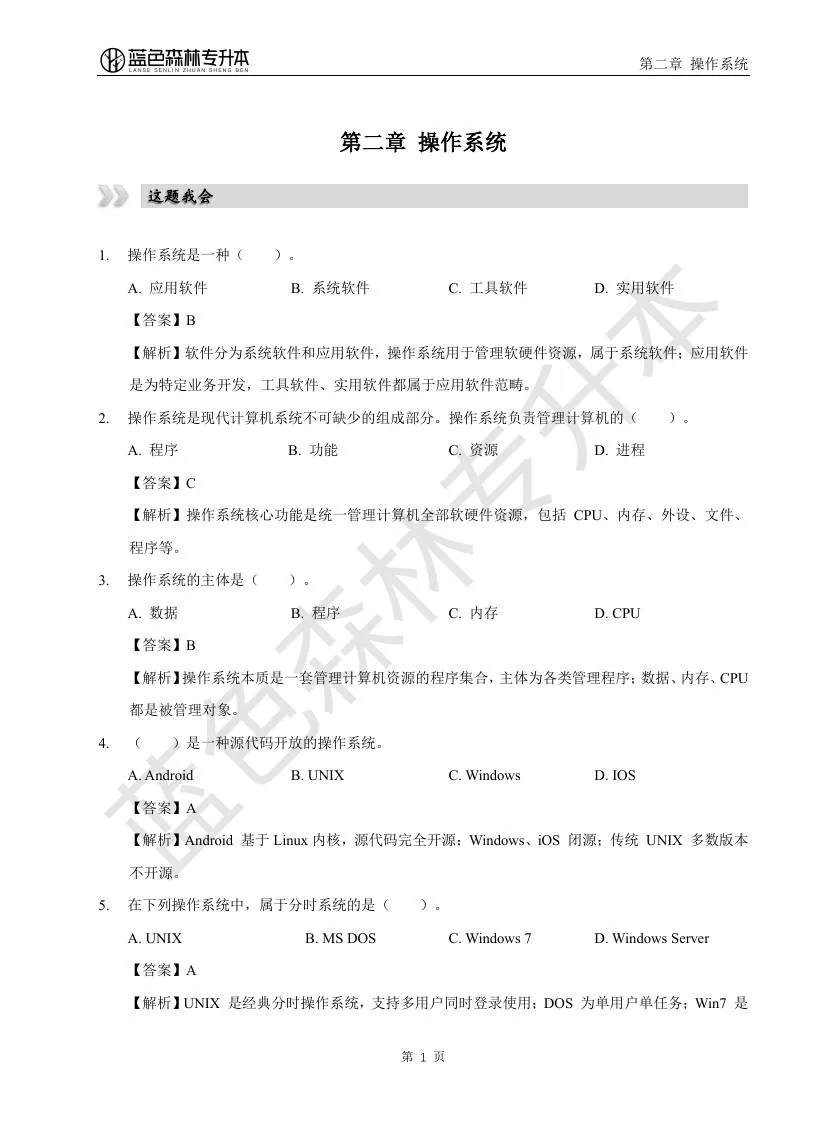 蓝色森林专升本
LANSE SENLIN ZHUAN SHENG BEN
第二章 操作系统
第二章 操作系统
这题我会
1. 操作系统是一种（ ）。
A. 应用软件 B. 系统软件 C. 工具软件 D. 实用软件
【答案】B
【解析】软件分为系统软件和应用软件，操作系统用于管理软硬件资源，属于系统软件；应用软件
是为特定业务开发，工具软件、实用软件都属于应用软件范畴。
2. 操作系统是现代计算机系统不可缺少的组成部分。操作系统负责管理计算机的（ ）。
A. 程序 B. 功能 C. 资源 D. 进程
【答案】C
【解析】操作系统核心功能是统一管理计算机全部软硬件资源，包括 CPU、内存、外设、文件、
程序等。
3. 操作系统的主体是（ ）。
A. 数据 B. 程序 C. 内存 D. CPU
【答案】B
【解析】操作系统本质是一套管理计算机资源的程序集合，主体为各类管理程序；数据、内存、CPU
都是被管理对象。
4. （ ）是一种源代码开放的操作系统。
A. Android B. UNIX C. Windows D. IOS
【答案】A
【解析】Android 基于 Linux 内核，源代码完全开源；Windows、iOS 闭源；传统 UNIX 多数版本
不开源。
5. 在下列操作系统中，属于分时系统的是（ ）。
A. UNIX B. MS DOS C. Windows 7 D. Windows Server
【答案】A
【解析】UNIX 是经典分时操作系统，支持多用户同时登录使用；DOS 为单用户单任务；Win7 是
第 1 页
蓝色森林专升本